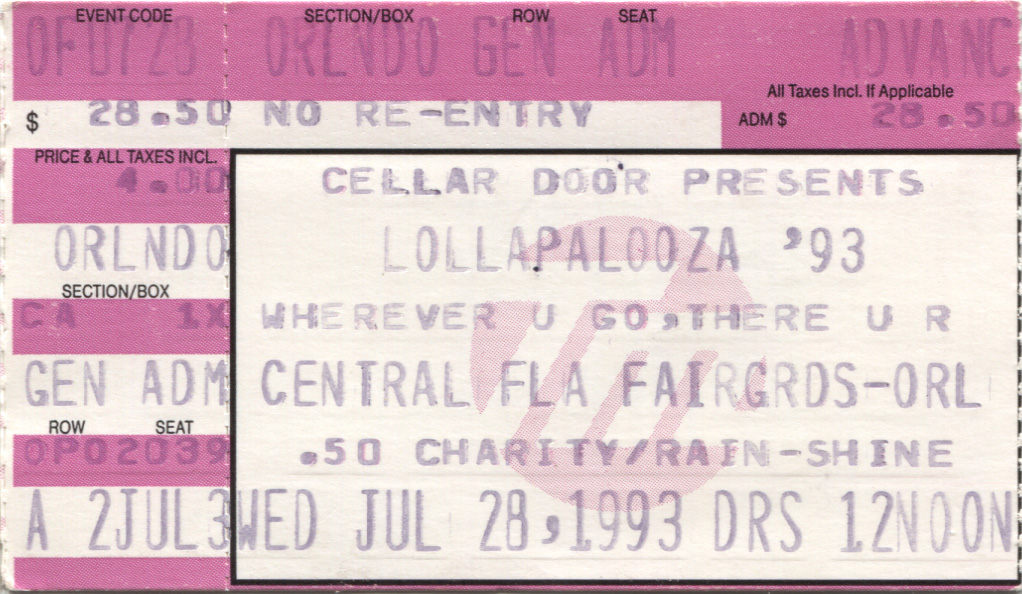 EVENT CODE SECTION/BOX ROW SEAT
OF0728 ORLNDO GEN ADM ADVANC
All Taxes Incl. If Applicable
$ 28.50 NO RE-ENTRY ADM $ 28.50
PRICE & ALL TAXES INCL.
4.00 CELLAR DOOR PRESENTS
ORLNDO LOLLAPALOOZA '93
SECTION/BOX
CA 1X WHEREVER U GO,THERE U R
GEN ADM CENTRAL FLA FAIRGRDS-ORL
ROW SEAT
OP02039 .50 CHARITY/RAIN-SHINE
A 2JUL3 WED JUL 28,1993 DRS 12NOON